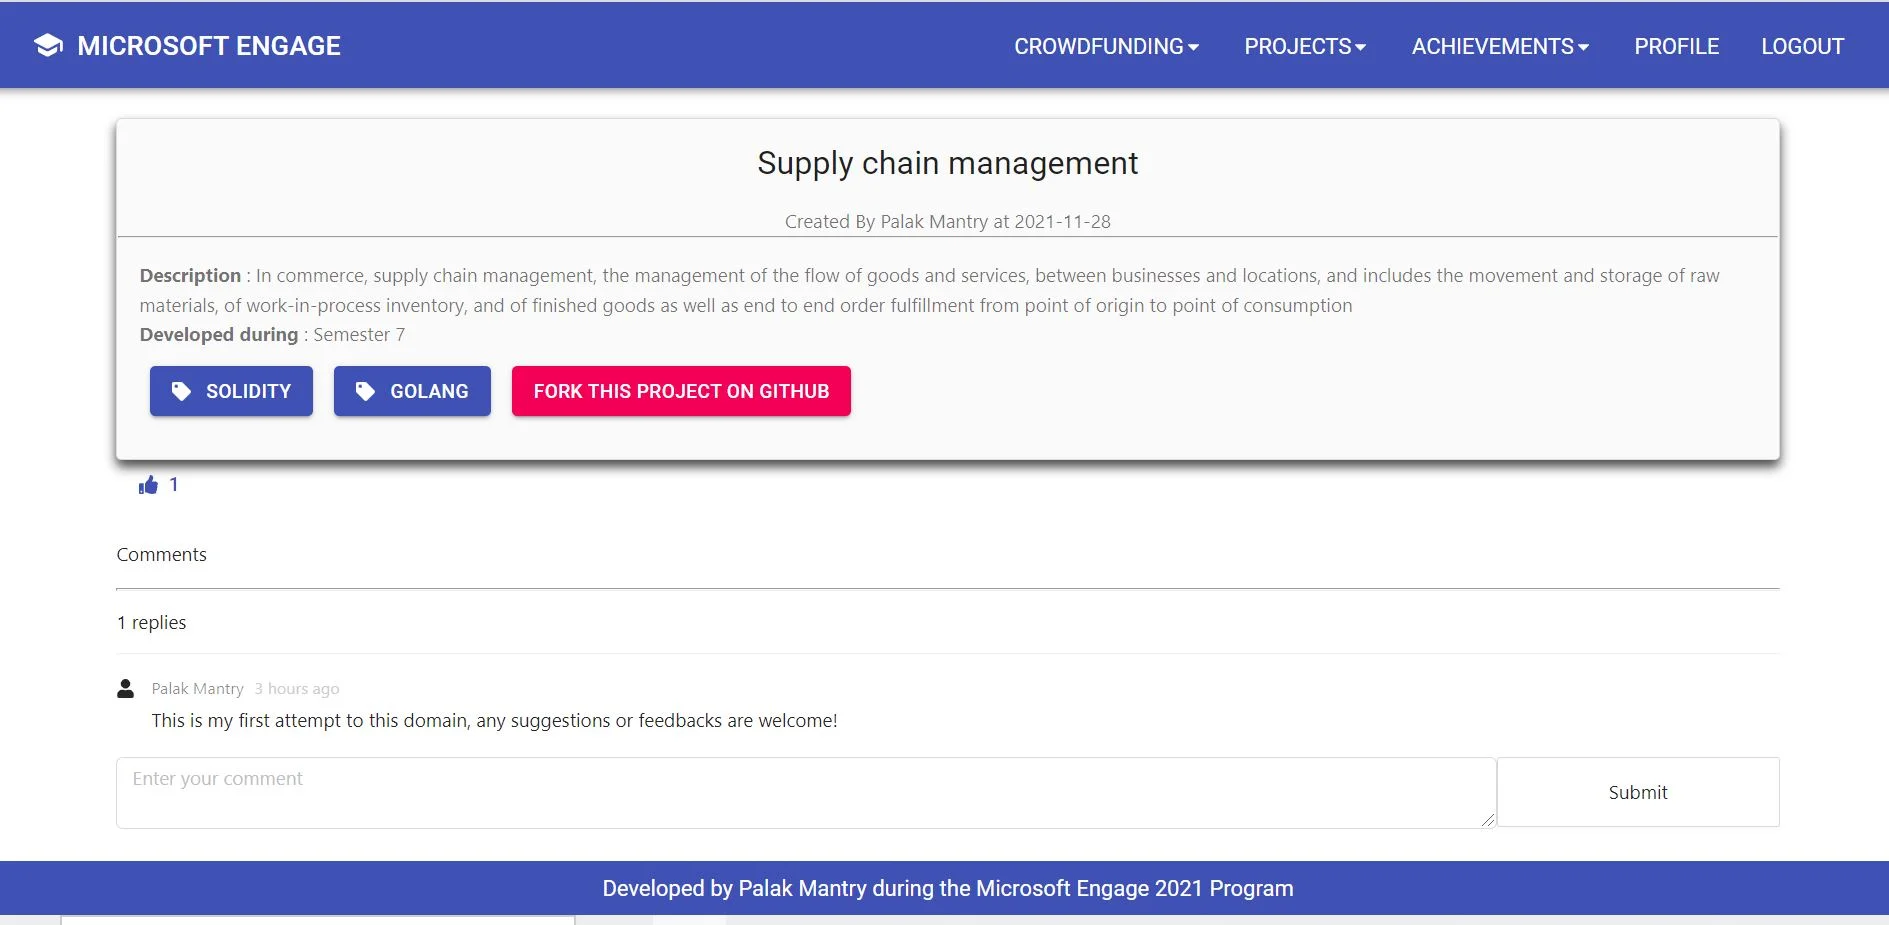 MICROSOFT ENGAGE CROWDFUNDING PROJECTS ACHIEVEMENTS PROFILE LOGOUT
Supply chain management
Created By Palak Mantry at 2021-11-28
Description : In commerce, supply chain management, the management of the flow of goods and services, between businesses and locations, and includes the movement and storage of raw
materials, of work-in-process inventory, and of finished goods as well as end to end order fulfillment from point of origin to point of consumption
Developed during : Semester 7
SOLIDITY GOLANG FORK THIS PROJECT ON GITHUB
1
Comments
1 replies
Palak Mantry 3 hours ago
This is my first attempt to this domain, any suggestions or feedbacks are welcome!
Enter your comment Submit
Developed by Palak Mantry during the Microsoft Engage 2021 Program